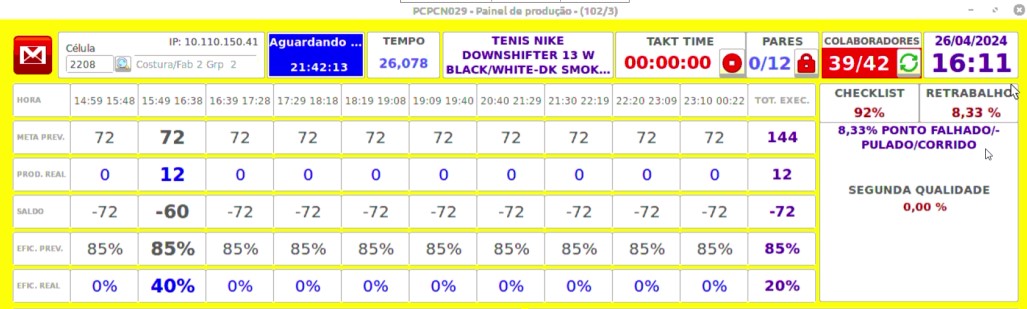 PCPCN029 - Painel de produção - (102/3)
Célula
IP: 10.110.150.41
2208
Costura/Fab 2 Grp 2
Aguardando ...
21:42:13
TEMPO
26,078
TENIS NIKE
DOWNSHIFTER 13 W
BLACK/WHITE-DK SMOK...
TAKT TIME
00:00:00
PARES
0/12
COLABORADORES
39/42
26/04/2024
16:11
HORA 14:59 15:48 15:49 16:38 16:39 17:28 17:29 18:18 18:19 19:08 19:09 19:40 20:40 21:29 21:30 22:19 22:20 23:09 23:10 00:22 TOT. EXEC.
META PREV. 72 72 72 72 72 72 72 72 72 72 144
PROD. REAL 0 12 0 0 0 0 0 0 0 0 12
SALDO -72 -60 -72 -72 -72 -72 -72 -72 -72 -72 -72
EFIC. PREV. 85% 85% 85% 85% 85% 85% 85% 85% 85% 85% 85%
EFIC. REAL 0% 40% 0% 0% 0% 0% 0% 0% 0% 0% 20%
CHECKLIST
92%
RETRABALHO
8,33 %
8,33% PONTO FALHADO/-
PULADO/CORRIDO
SEGUNDA QUALIDADE
0,00 %